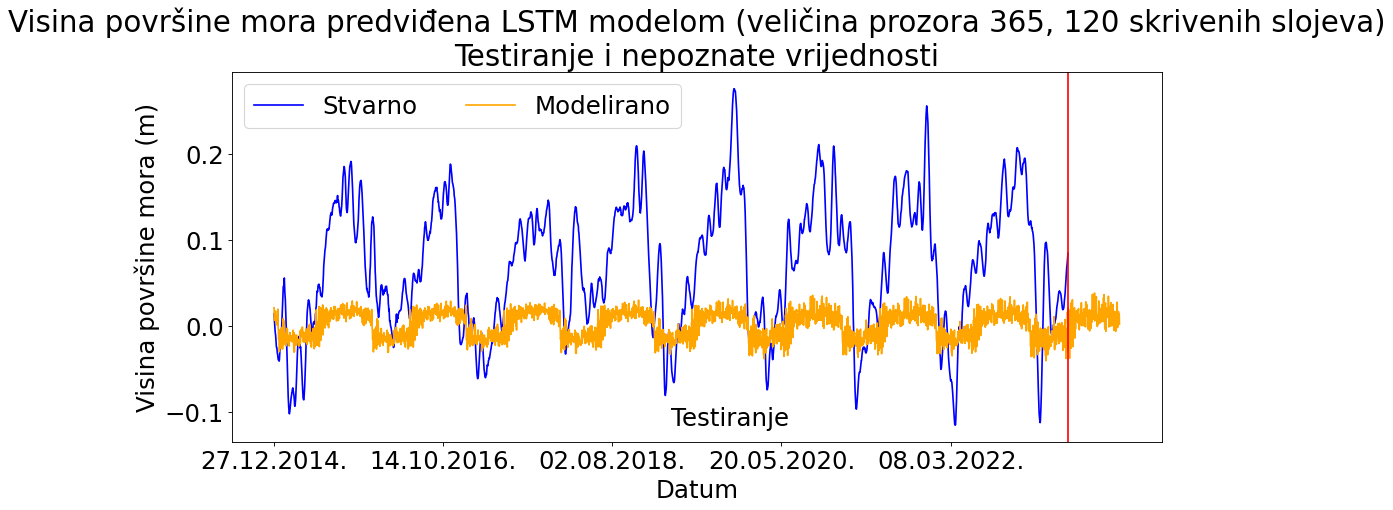 Visina površine mora predviđena LSTM modelom (veličina prozora 365, 120 skrivenih slojeva)
Testiranje i nepoznate vrijednosti
Stvarno
Modelirano
Visina površine mora (m)
0.2
0.1
0.0
−0.1
Testiranje
27.12.2014.
14.10.2016.
02.08.2018.
20.05.2020.
08.03.2022.
Datum